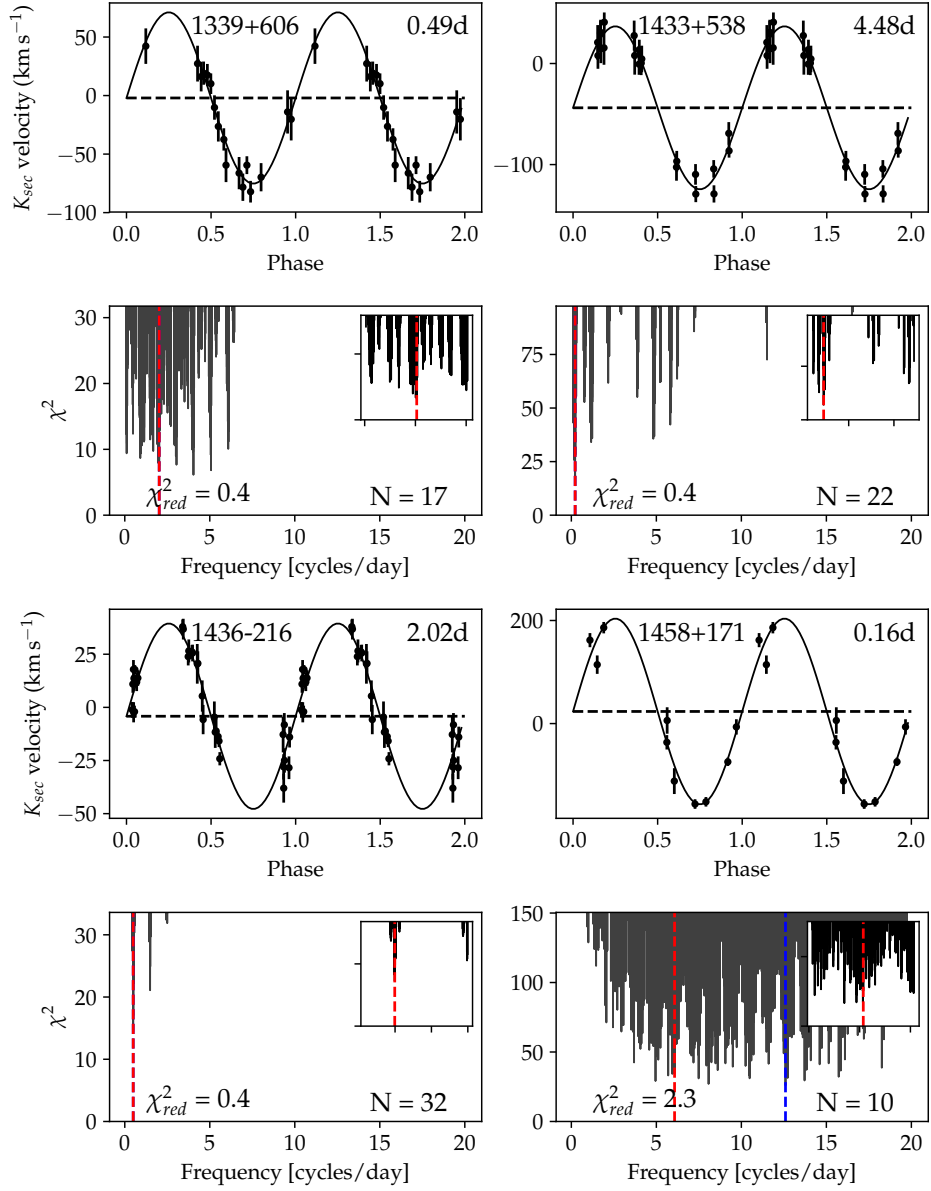 1339+606 0.49d
K_sec velocity (km s⁻¹)
50
0
−50
−100
0.0 0.5 1.0 1.5 2.0
Phase
1433+538 4.48d
0
−100
0.0 0.5 1.0 1.5 2.0
Phase
χ²
30
20
10
0
χ²_red = 0.4 N = 17
0 5 10 15 20
Frequency [cycles/day]
75
50
25
0
χ²_red = 0.4 N = 22
0 5 10 15 20
Frequency [cycles/day]
1436-216 2.02d
K_sec velocity (km s⁻¹)
25
0
−25
−50
0.0 0.5 1.0 1.5 2.0
Phase
1458+171 0.16d
200
0
0.0 0.5 1.0 1.5 2.0
Phase
χ²
30
20
10
0
χ²_red = 0.4 N = 32
0 5 10 15 20
Frequency [cycles/day]
150
100
50
0
χ²_red = 2.3 N = 10
0 5 10 15 20
Frequency [cycles/day]